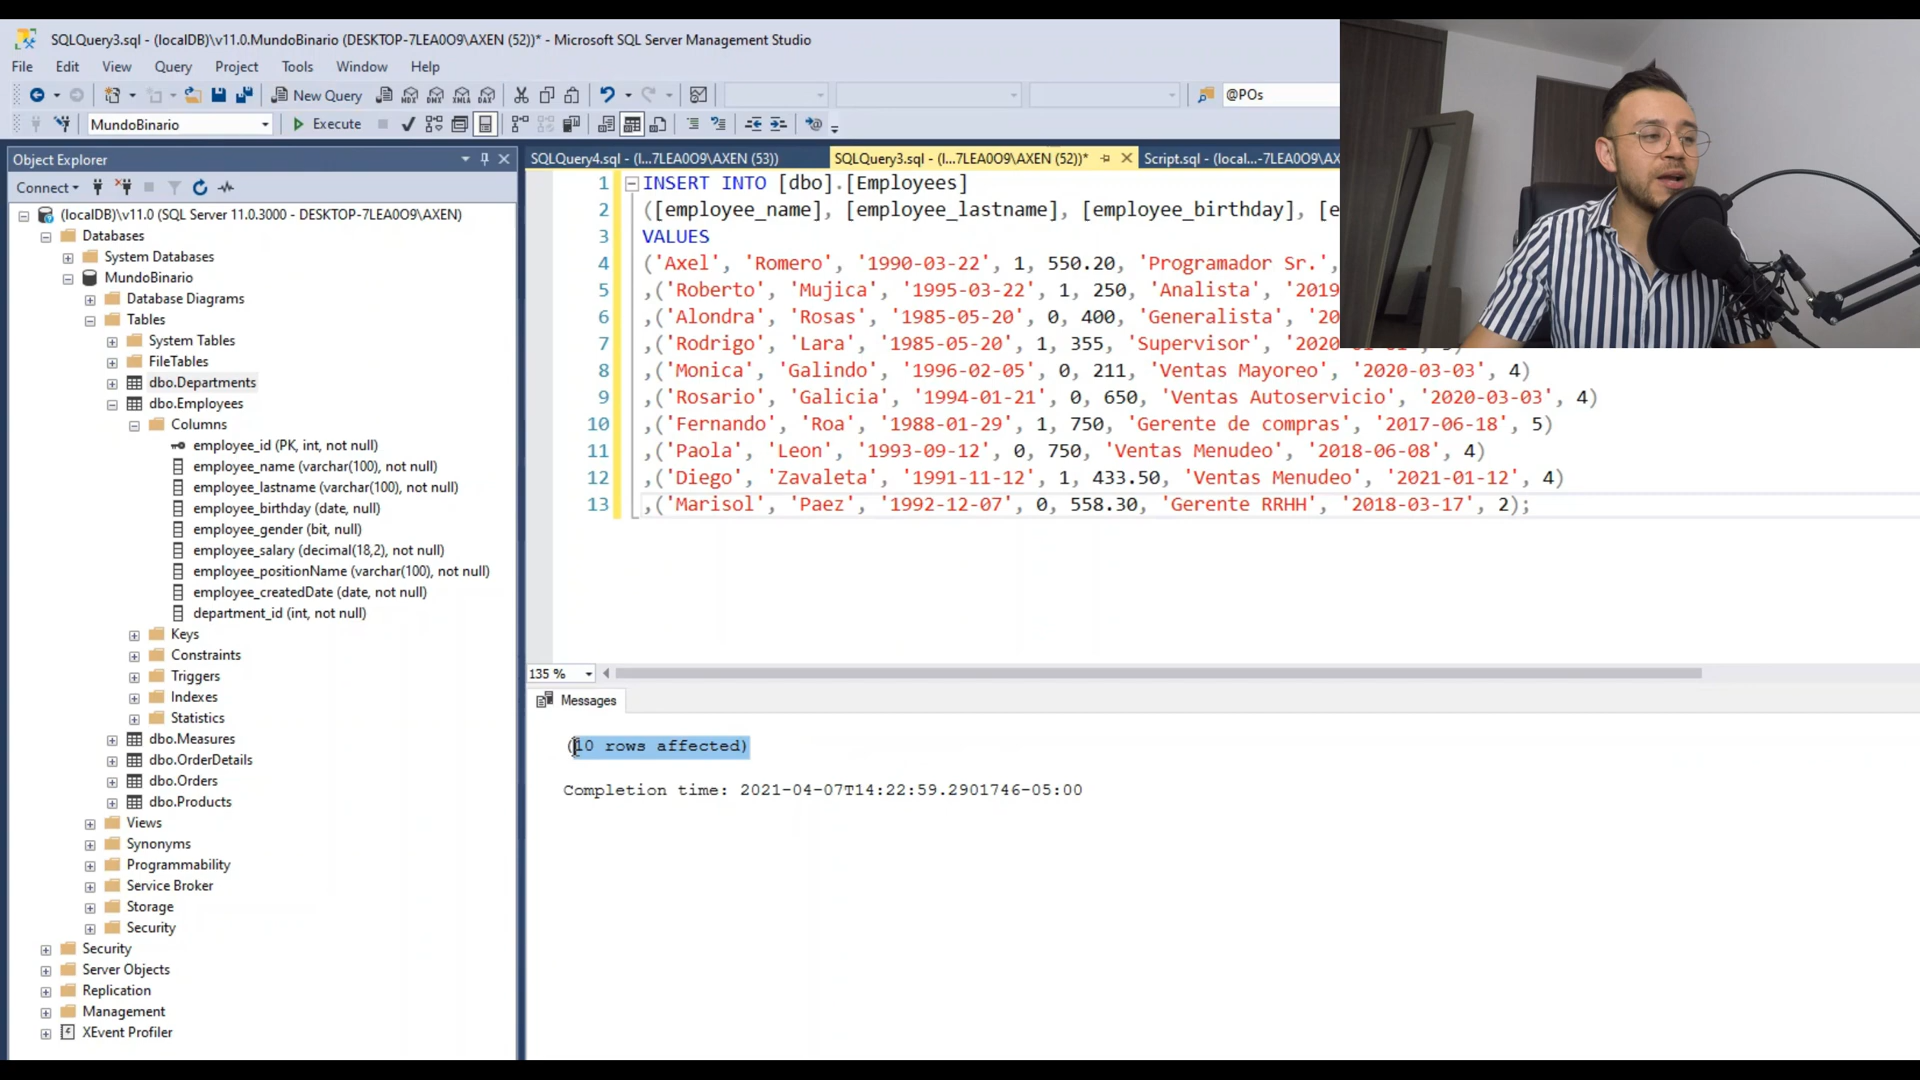 SQLQuery3.sql - (localDB)\v11.0.MundoBinario (DESKTOP-7LEA0O9\AXEN (52))* - Microsoft SQL Server Management Studio
File Edit View Query Project Tools Window Help
New Query MDX DMX XMLA DAX @POs
MundoBinario Execute
Object Explorer
Connect
(localDB)\v11.0 (SQL Server 11.0.3000 - DESKTOP-7LEA0O9\AXEN)
Databases
System Databases
MundoBinario
Database Diagrams
Tables
System Tables
FileTables
dbo.Departments
dbo.Employees
Columns
employee_id (PK, int, not null)
employee_name (varchar(100), not null)
employee_lastname (varchar(100), not null)
employee_birthday (date, null)
employee_gender (bit, null)
employee_salary (decimal(18,2), not null)
employee_positionName (varchar(100), not null)
employee_createdDate (date, not null)
department_id (int, not null)
Keys
Constraints
Triggers
Indexes
Statistics
dbo.Measures
dbo.OrderDetails
dbo.Orders
dbo.Products
Views
Synonyms
Programmability
Service Broker
Storage
Security
Security
Server Objects
Replication
Management
XEvent Profiler
SQLQuery4.sql - (l...7LEA0O9\AXEN (53)) SQLQuery3.sql - (l...7LEA0O9\AXEN (52))* Script.sql - (local...-7LEA0O9\AX
1 INSERT INTO [dbo].[Employees]
2 ([employee_name], [employee_lastname], [employee_birthday], [e
3 VALUES
4 ('Axel', 'Romero', '1990-03-22', 1, 550.20, 'Programador Sr.',
5 ,('Roberto', 'Mujica', '1995-03-22', 1, 250, 'Analista', '2019
6 ,('Alondra', 'Rosas', '1985-05-20', 0, 400, 'Generalista', '20
7 ,('Rodrigo', 'Lara', '1985-05-20', 1, 355, 'Supervisor', '2020
8 ,('Monica', 'Galindo', '1996-02-05', 0, 211, 'Ventas Mayoreo', '2020-03-03', 4)
9 ,('Rosario', 'Galicia', '1994-01-21', 0, 650, 'Ventas Autoservicio', '2020-03-03', 4)
10 ,('Fernando', 'Roa', '1988-01-29', 1, 750, 'Gerente de compras', '2017-06-18', 5)
11 ,('Paola', 'Leon', '1993-09-12', 0, 750, 'Ventas Menudeo', '2018-06-08', 4)
12 ,('Diego', 'Zavaleta', '1991-11-12', 1, 433.50, 'Ventas Menudeo', '2021-01-12', 4)
13 ,('Marisol', 'Paez', '1992-12-07', 0, 558.30, 'Gerente RRHH', '2018-03-17', 2);
135 %
Messages
(10 rows affected)
Completion time: 2021-04-07T14:22:59.2901746-05:00